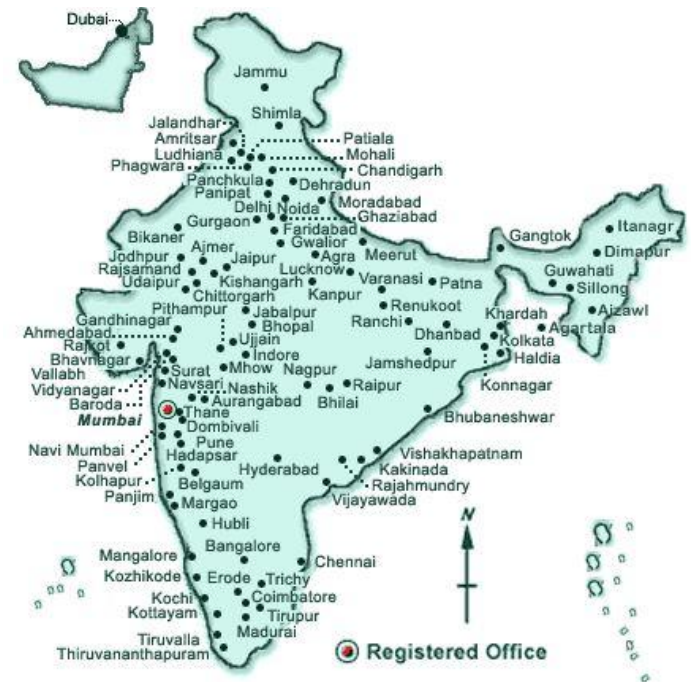 Dubai
Jammu
Shimla
Jalandhar
Amritsar
Patiala
Ludhiana
Mohali
Phagwara
Chandigarh
Panchkula
Dehradun
Panipat
Delhi Noida
Moradabad
Gurgaon
Ghaziabad
Bikaner
Faridabad
Itanagr
Gwalior
Gangtok
Ajmer
Meerut
Dimapur
Jodhpur
Jaipur
Agra
Rajsamand
Lucknow
Guwahati
Udaipur
Kishangarh
Varanasi
Patna
Sillong
Chittorgarh
Kanpur
Pithampur
Renukoot
Aizawl
Gandhinagar
Jabalpur
Ranchi
Khardah
Ahmedabad
Bhopal
Dhanbad
Agartala
Rajkot
Ujjain
Kolkata
Bhavnagar
Indore
Jamshedpur
Haldia
Vallabh
Vidyanagar
Surat
Mhow
Nagpur
Navsari
Nashik
Raipur
Konnagar
Baroda
Aurangabad
Bhilai
Mumbai
Thane
Bhubaneshwar
Dombivali
Navi Mumbai
Pune
Panvel
Hadapsar
Vishakhapatnam
Kolhapur
Hyderabad
Kakinada
Belgaum
Rajahmundry
Panjim
Margao
Vijayawada
Hubli
N
Bangalore
Mangalore
Chennai
Kozhikode
Erode
Trichy
Kochi
Coimbatore
Kottayam
Tirupur
Madurai
Tiruvalla
Thiruvananthapuram
Registered Office